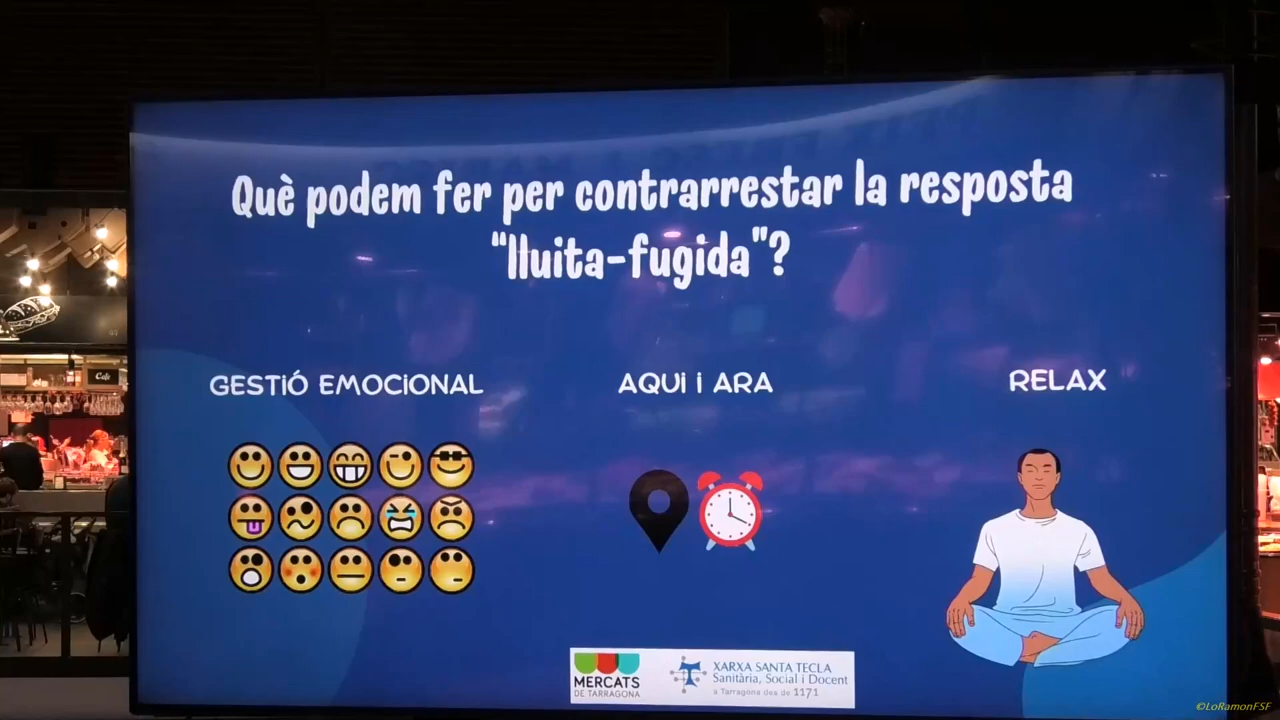 Què podem fer per contrarrestar la resposta
“lluita-fugida"?
GESTIÓ EMOCIONAL
AQUi i ARA
RELAX
Cafe
MERCATS
DE TARRAGONA
XARXA SANTA TECLA
Sanitària, Social i Docent
a Tarragona des de 1171
©LoRamonFSF